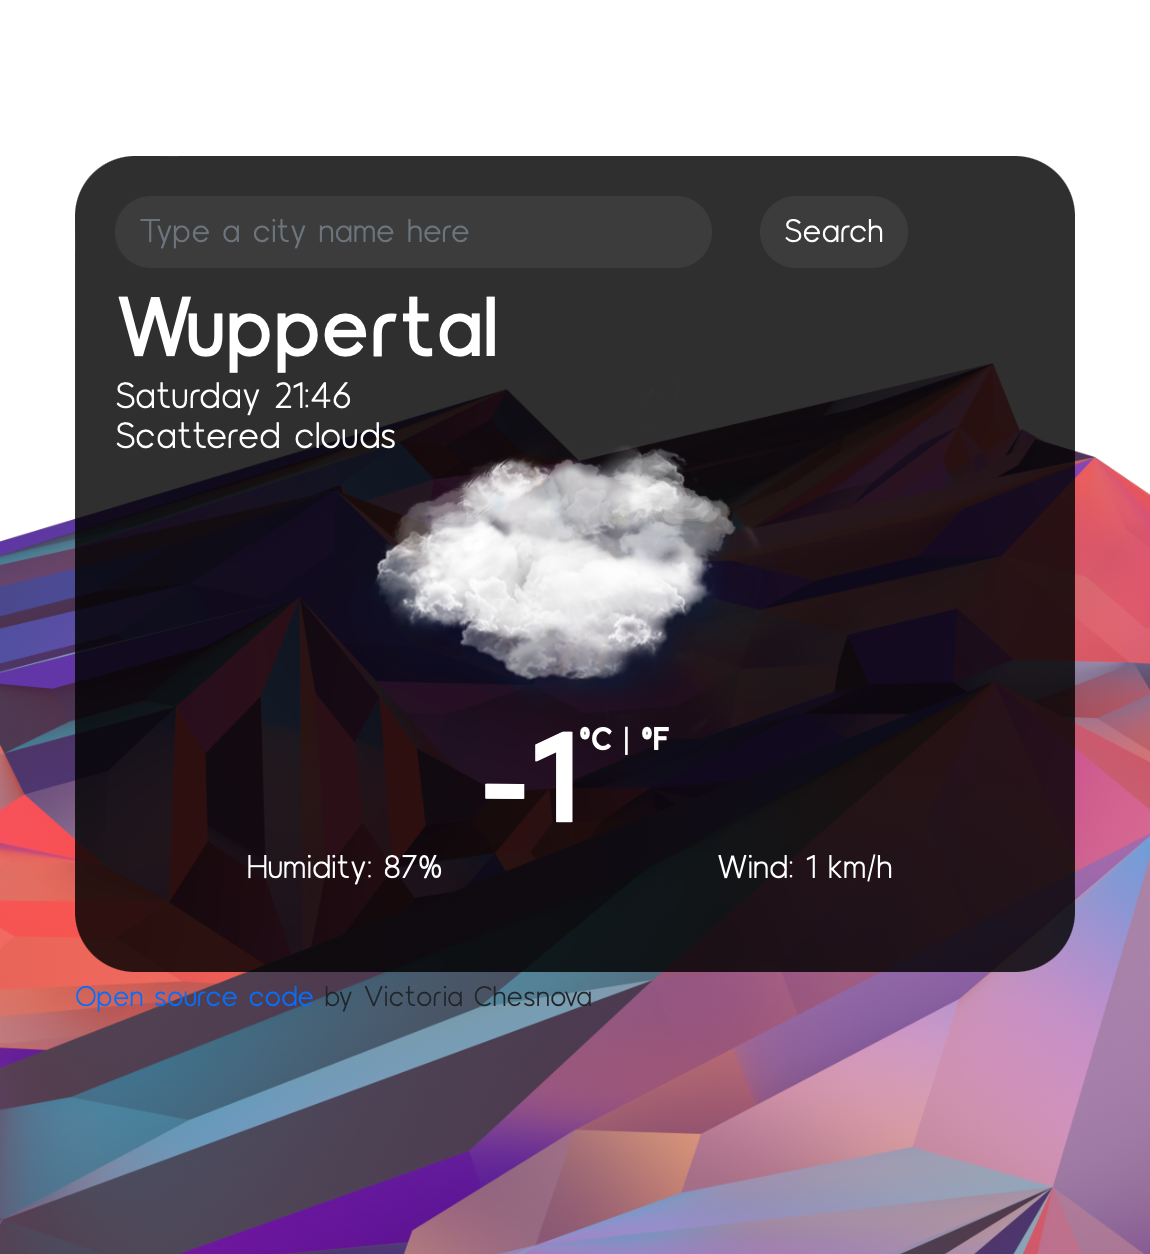 Type a city name here
Search
Wuppertal
Saturday 21:46
Scattered clouds
-1 °C | °F
Humidity: 87%
Wind: 1 km/h
Open source code by Victoria Chesnova